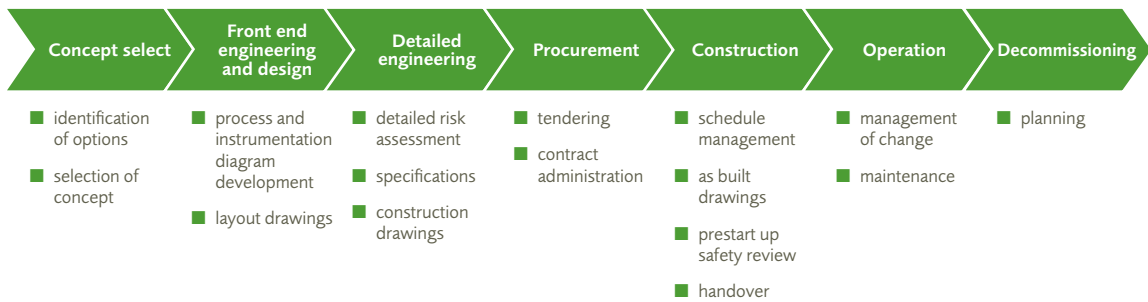 Concept select
Front end
engineering
and design
Detailed
engineering
Procurement
Construction
Operation
Decommissioning
identification
of options
selection of
concept
process and
instrumentation
diagram
development
layout drawings
detailed risk
assessment
specifications
construction
drawings
tendering
contract
administration
schedule
management
as built
drawings
prestart up
safety review
handover
management
of change
maintenance
planning